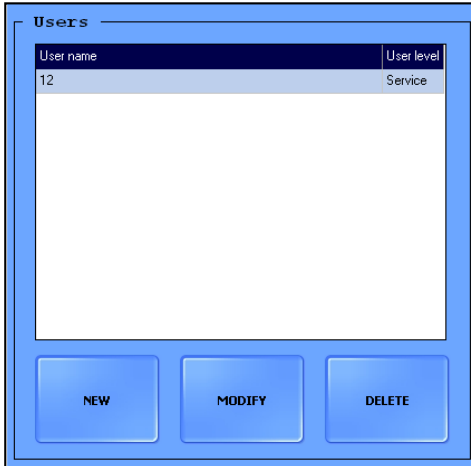 Users
User name User level
12 Service
NEW MODIFY DELETE